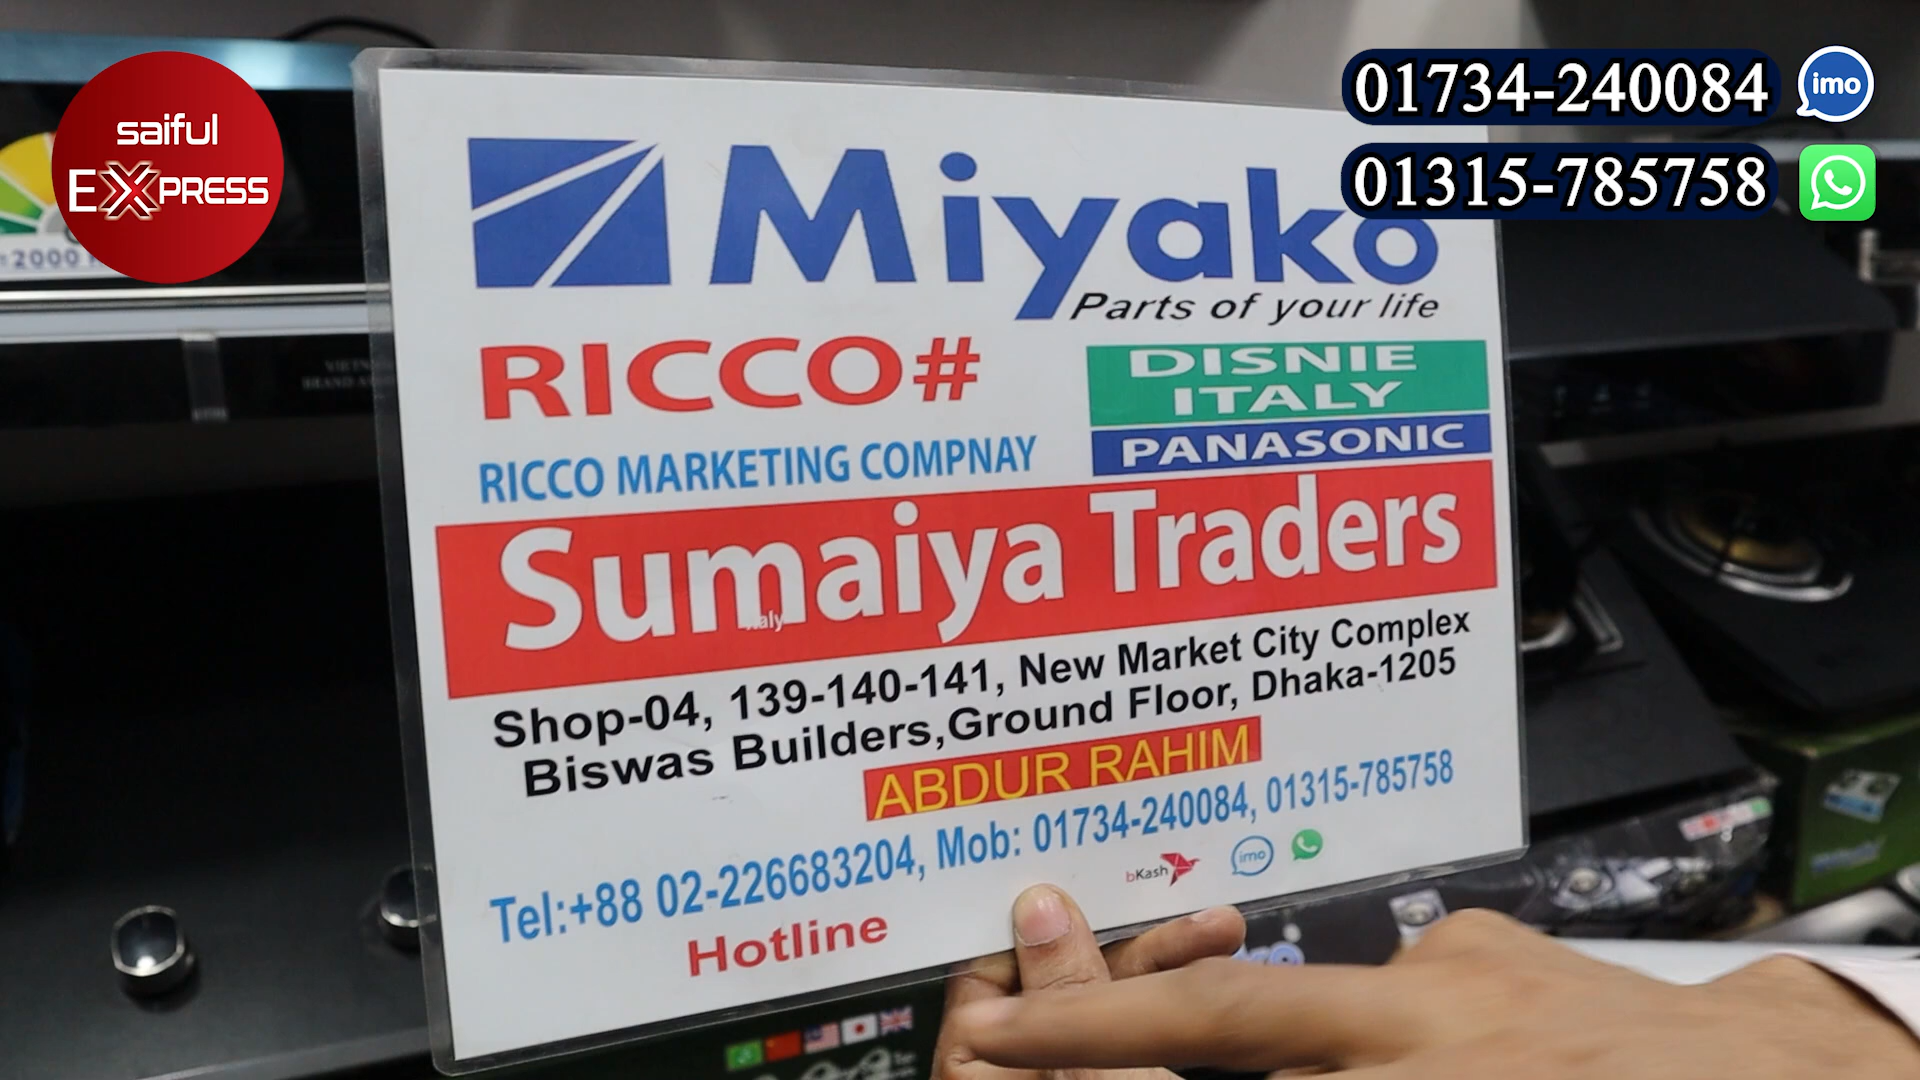 saiful
EXPRESS
01734-240084
imo
01315-785758
Miyako
Parts of your life
RICCO#
DISNIE
ITALY
RICCO MARKETING COMPNAY
PANASONIC
Sumaiya Traders
Shop-04, 139-140-141, New Market City Complex
Biswas Builders,Ground Floor, Dhaka-1205
ABDUR RAHIM
Tel:+88 02-226683204, Mob: 01734-240084, 01315-785758
bKash
imo
Hotline
2000